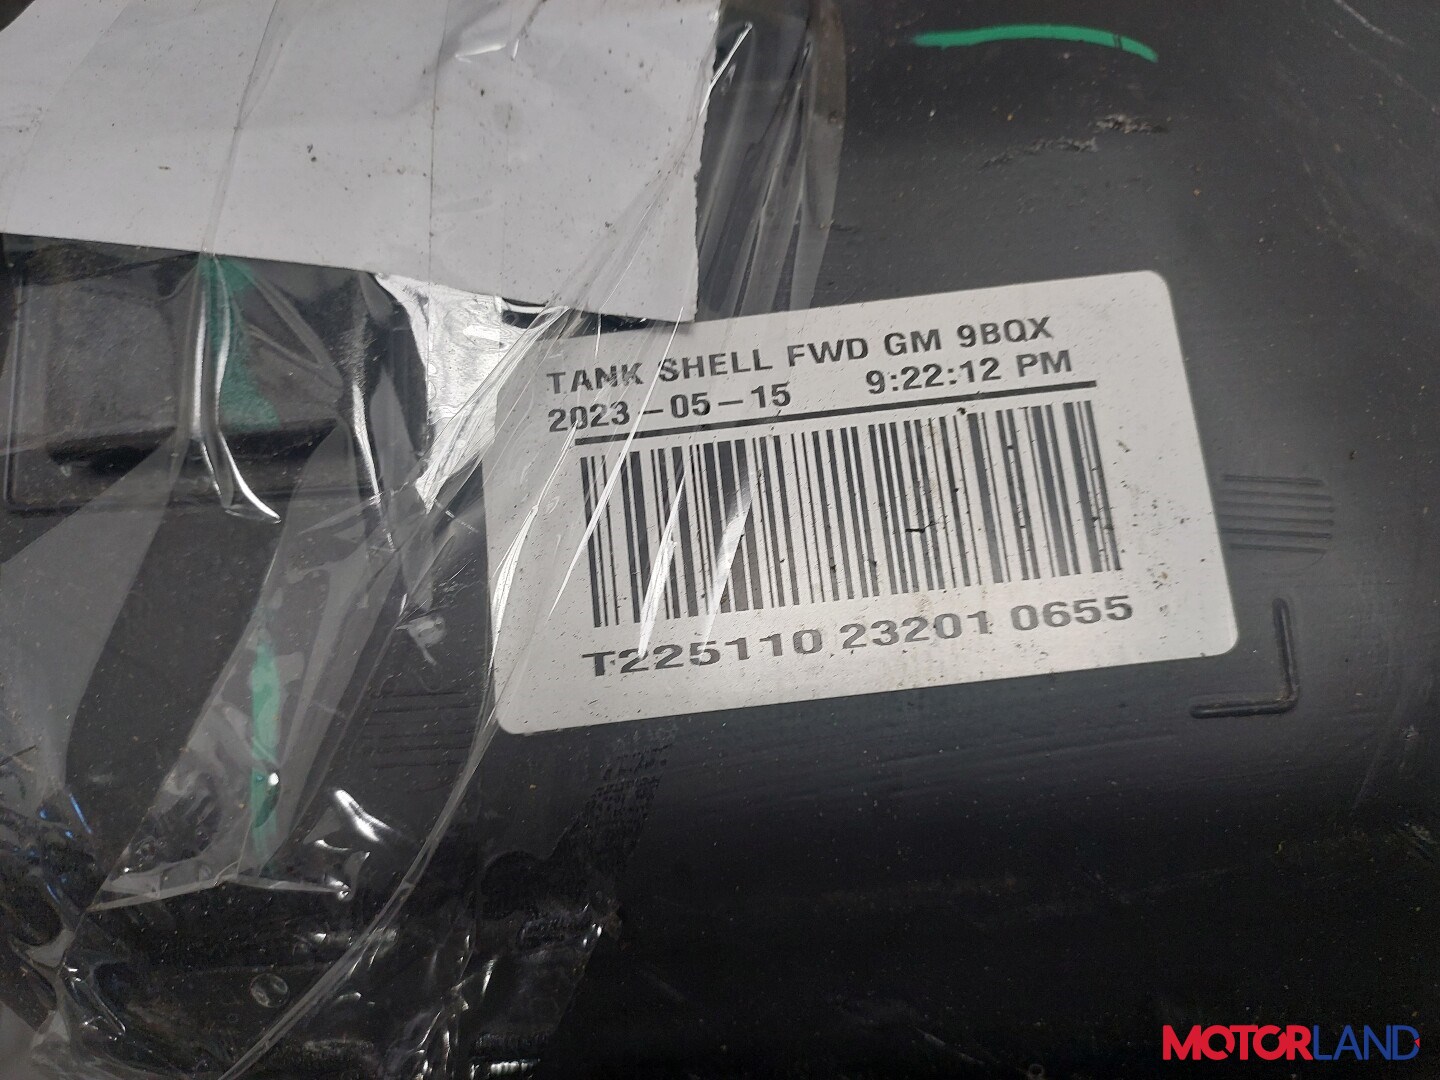 TANK SHELL FWD GM 9BQX
2023-05-15 9:22:12 PM
T225110 23201 0655
MOTORLAND